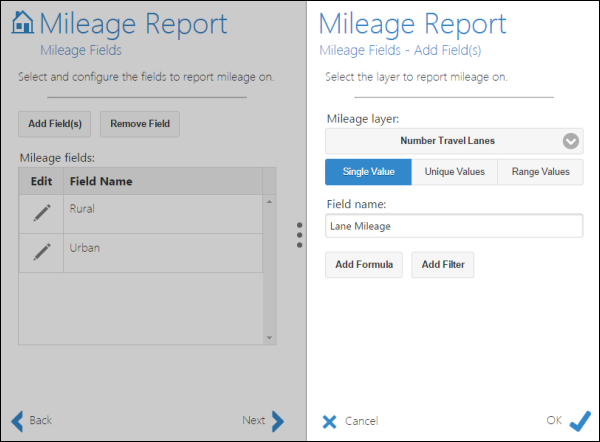 Mileage Report
Mileage Fields
Select and configure the fields to report mileage on.
Add Field(s) Remove Field
Mileage fields:
Edit Field Name
Rural
Urban
Back Next
Mileage Report
Mileage Fields - Add Field(s)
Select the layer to report mileage on.
Mileage layer:
Number Travel Lanes
Single Value Unique Values Range Values
Field name:
Lane Mileage
Add Formula Add Filter
Cancel OK